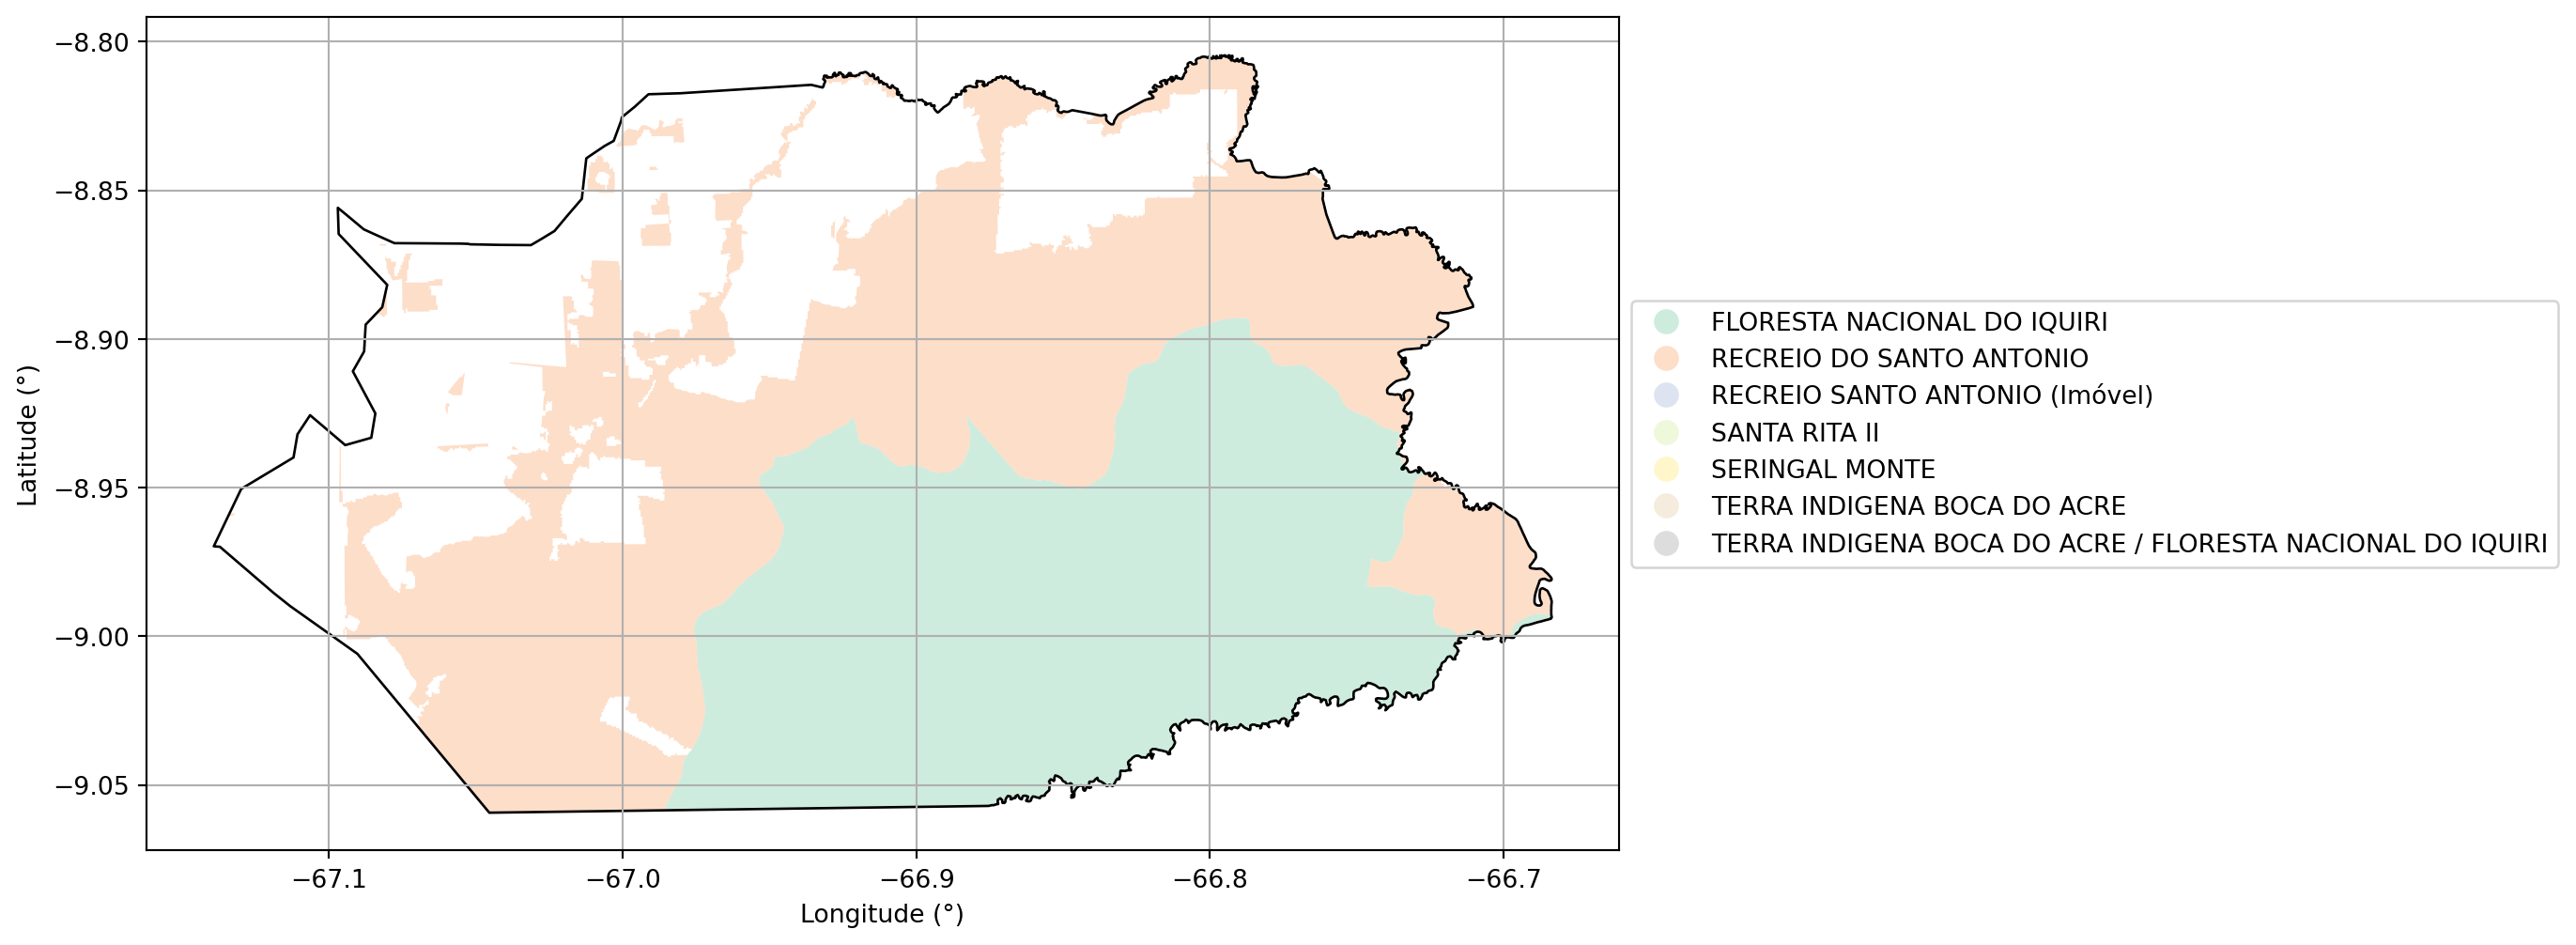 −8.80
−8.85
−8.90
−8.95
−9.00
−9.05
Latitude (°)
−67.1
−67.0
−66.9
−66.8
−66.7
Longitude (°)
FLORESTA NACIONAL DO IQUIRI
RECREIO DO SANTO ANTONIO
RECREIO SANTO ANTONIO (Imóvel)
SANTA RITA II
SERINGAL MONTE
TERRA INDIGENA BOCA DO ACRE
TERRA INDIGENA BOCA DO ACRE / FLORESTA NACIONAL DO IQUIRI